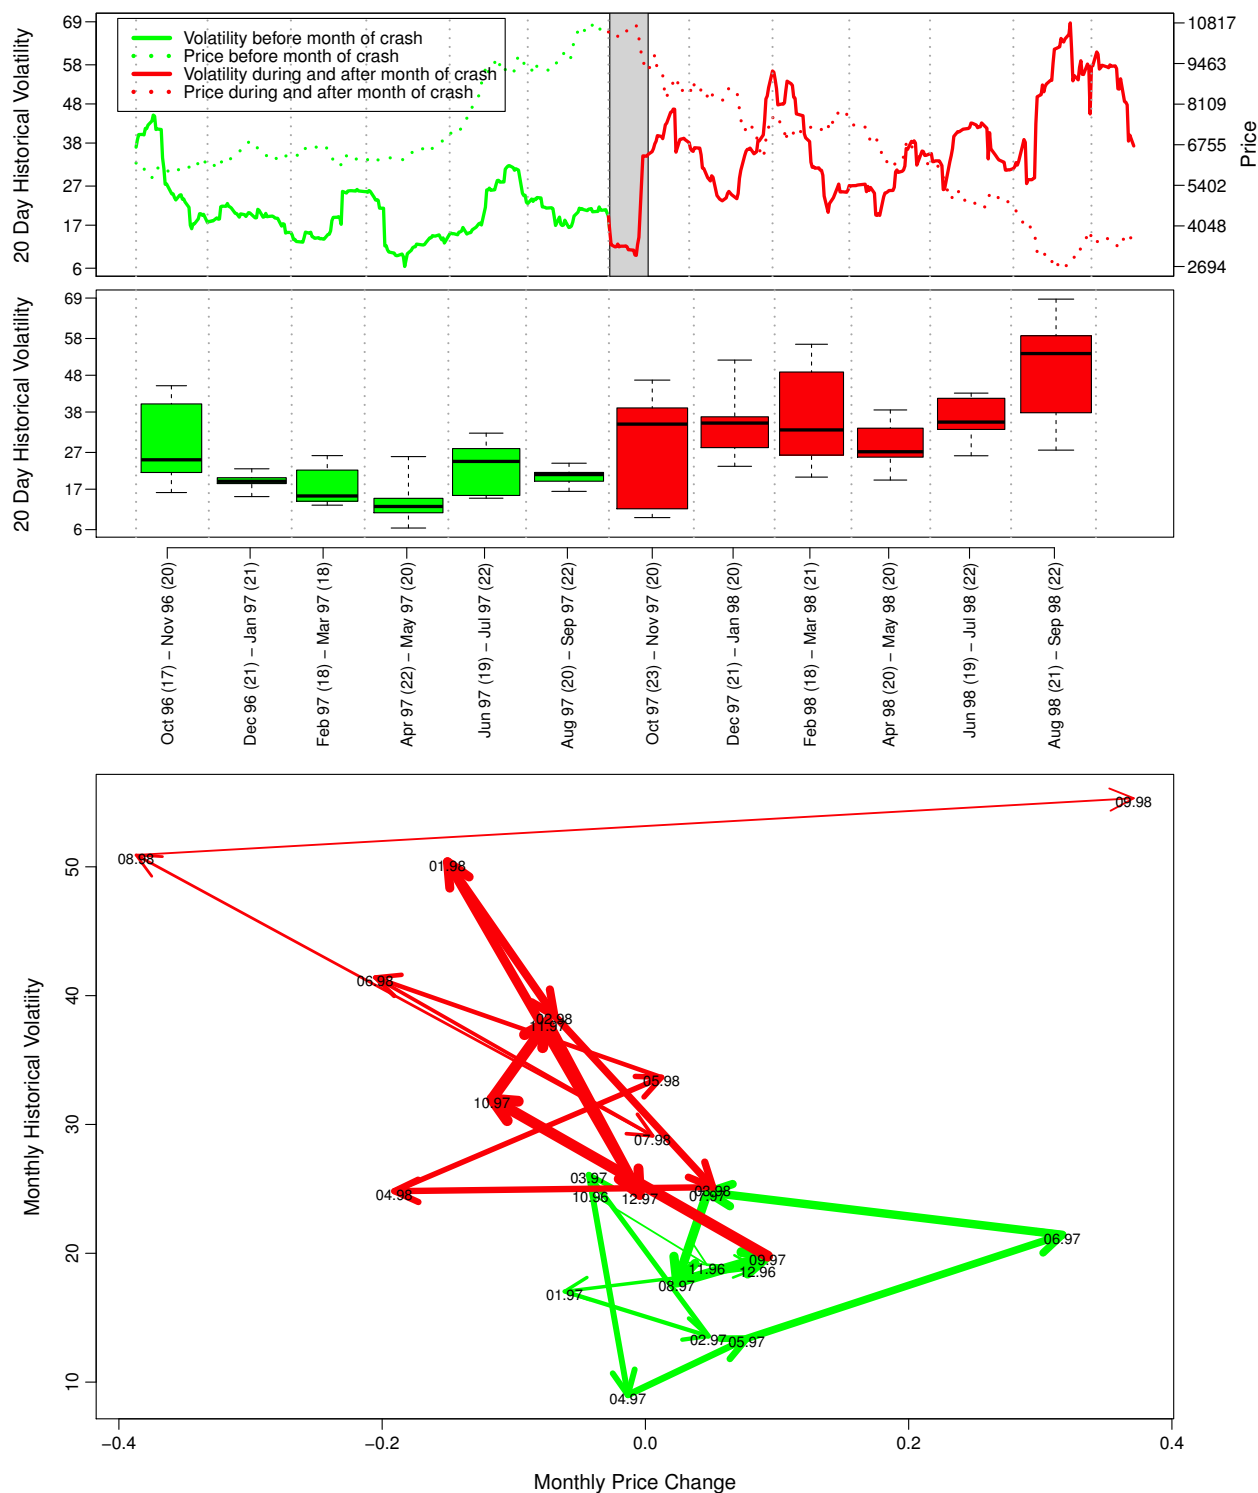 20 Day Historical Volatility
69
58
48
38
27
17
6
Volatility before month of crash
Price before month of crash
Volatility during and after month of crash
Price during and after month of crash
10817
9463
8109
6755
5402
4048
2694
Price
20 Day Historical Volatility
69
58
48
38
27
17
6
Oct 96 (17) − Nov 96 (20)
Dec 96 (21) − Jan 97 (21)
Feb 97 (18) − Mar 97 (18)
Apr 97 (22) − May 97 (20)
Jun 97 (19) − Jul 97 (22)
Aug 97 (20) − Sep 97 (22)
Oct 97 (23) − Nov 97 (20)
Dec 97 (21) − Jan 98 (20)
Feb 98 (18) − Mar 98 (21)
Apr 98 (20) − May 98 (20)
Jun 98 (19) − Jul 98 (22)
Aug 98 (21) − Sep 98 (22)
Monthly Historical Volatility
50
40
30
20
10
09.98
08.98
01.98
06.98
02.98
11.97
05.98
10.97
07.98
03.97
04.98
03.98
07.97
10.96
12.97
06.97
09.97
11.96
12.96
08.97
01.97
02.97
05.97
04.97
−0.4
−0.2
0.0
0.2
0.4
Monthly Price Change